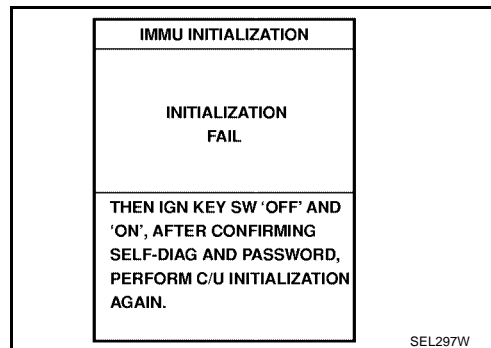 IMMU INITIALIZATION
INITIALIZATION
FAIL
THEN IGN KEY SW ‘OFF’ AND
‘ON’, AFTER CONFIRMING
SELF-DIAG AND PASSWORD,
PERFORM C/U INITIALIZATION
AGAIN.
SEL297W